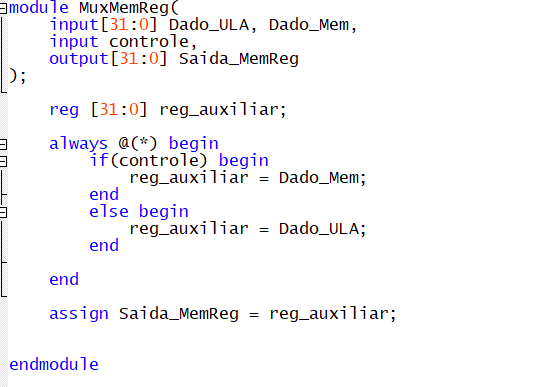 module MuxMemReg(
    input[31:0] Dado_ULA, Dado_Mem,
    input controle,
    output[31:0] Saida_MemReg
);
    reg [31:0] reg_auxiliar;
    always @(*) begin
        if(controle) begin
            reg_auxiliar = Dado_Mem;
        end
        else begin
            reg_auxiliar = Dado_ULA;
        end
    end
    assign Saida_MemReg = reg_auxiliar;
endmodule